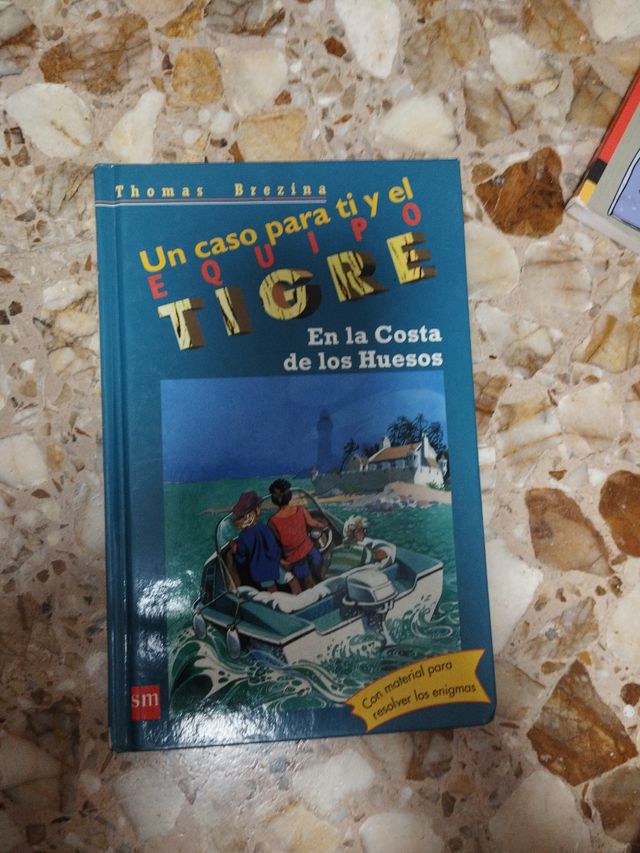 Thomas Brezina
Un caso para ti y el
EQUIPO
TIGRE
En la Costa
de los Huesos
Con material para
resolver los enigmas
sm